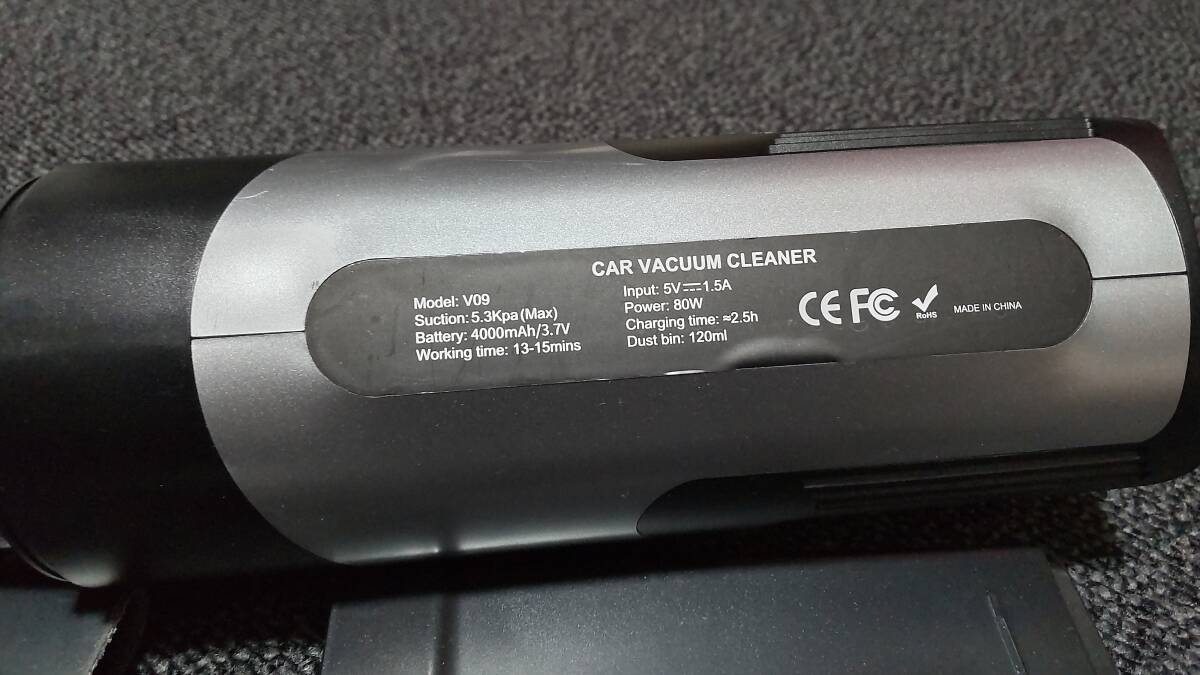 CAR VACUUM CLEANER
Model: V09
Suction: 5.3Kpa(Max)
Battery: 4000mAh/3.7V
Working time: 13-15mins
Input: 5V⎓1.5A
Power: 80W
Charging time: ≈2.5h
Dust bin: 120ml
CE FC
RoHS
MADE IN CHINA